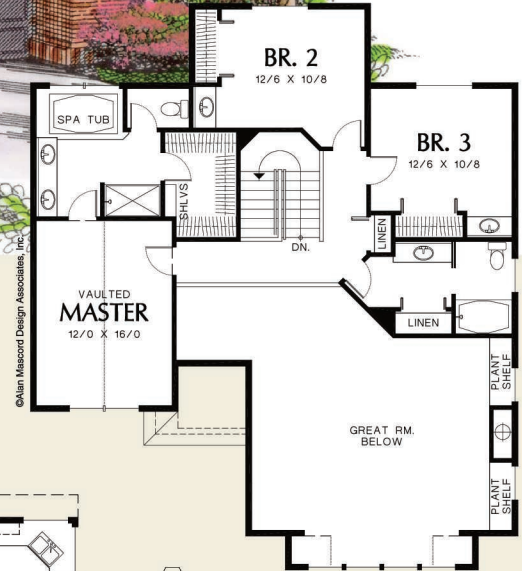 BR. 2
12/6 X 10/8
SPA TUB
BR. 3
12/6 X 10/8
SHLVS
LINEN
DN.
VAULTED
MASTER
12/0 X 16/0
LINEN
PLANT
SHELF
GREAT RM.
BELOW
PLANT
SHELF
©Alan Mascord Design Associates, Inc.